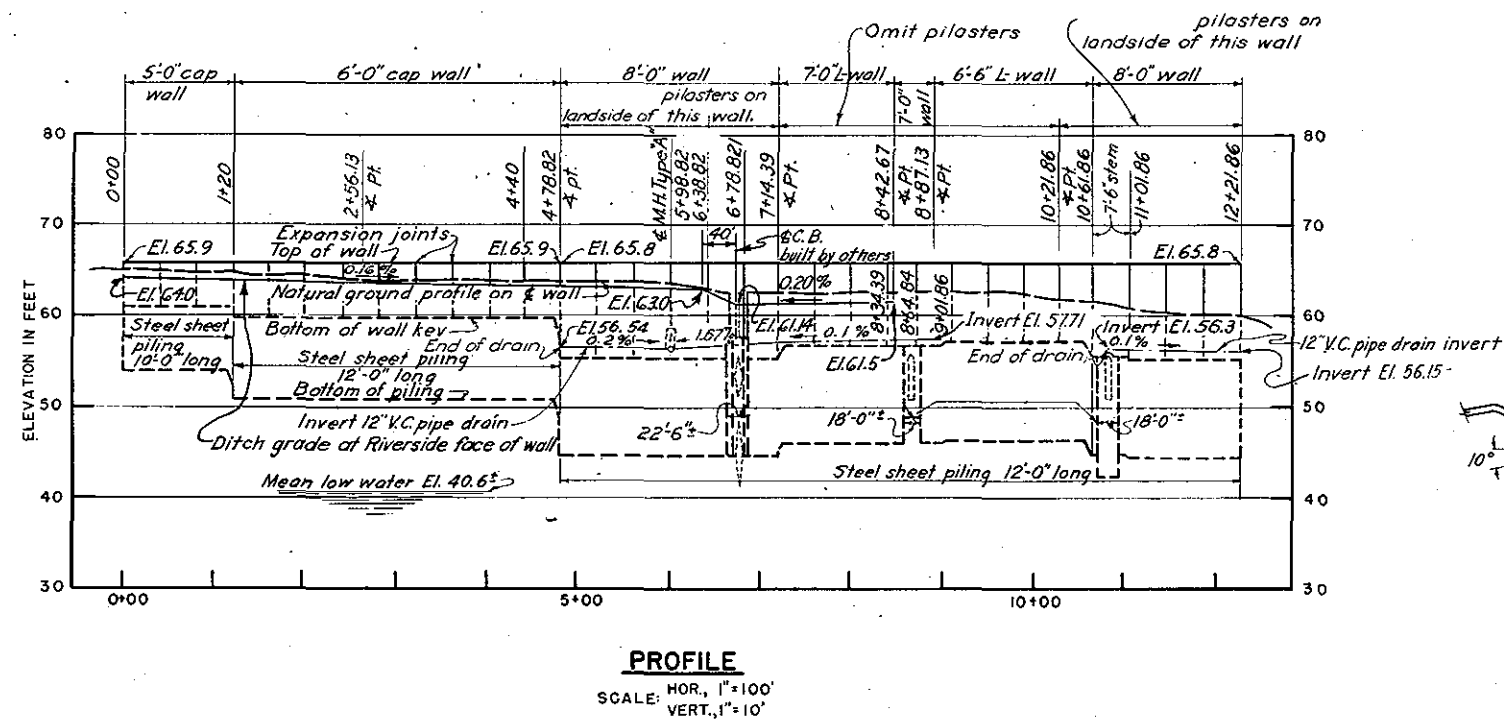 pilasters on
landside of this wall
Omit pilasters
5'-0" cap
wall
6'-0" cap wall
8'-0" wall
7'-0" L-wall
7'-0"
wall
6'-6" L-wall
8'-0" wall
pilasters on
landside of this wall.
80
80
0+00
1+20
2+56.13
∢ Pt.
4+40
4+78.82
∢ pt.
℄ M.H. Type "A"
5+98.82
6+38.82
6+78.821
7+14.39
∢ Pt.
8+42.67
∢ Pt.
8+87.13
∢ Pt.
10+21.86
∢ Pt.
10+61.86
7'-6" stem
11+01.86
12+21.86
70
70
El. 65.9
Expansion joints
Top of wall
El. 65.9
El. 65.8
40'
℄ C.B.
built by others
El. 65.8
0.16%
0.20%
El. 64.0
Natural ground profile on ℄ wall
El. 63.0
8+34.39
8+64.84
9+01.86
60
60
Steel sheet
piling
10'-0" long
Bottom of wall key
End of drain
El. 56.54
0.2%
1.67%
El. 61.14
0.1%
Invert El. 57.71
Invert El. 56.3
0.1%
12" V.C. pipe drain invert
Steel sheet piling
12'-0" long
Bottom of piling
El. 61.5
End of drain
Invert El. 56.15
50
50
Invert 12" V.C. pipe drain
Ditch grade at Riverside face of wall
22'-6"±
18'-0"±
18'-0"±
Steel sheet piling 12'-0" long
Mean low water El. 40.6±
40
40
10°
30
30
0+00
5+00
10+00
ELEVATION IN FEET
PROFILE
SCALE: HOR., 1"=100'
VERT., 1"=10'